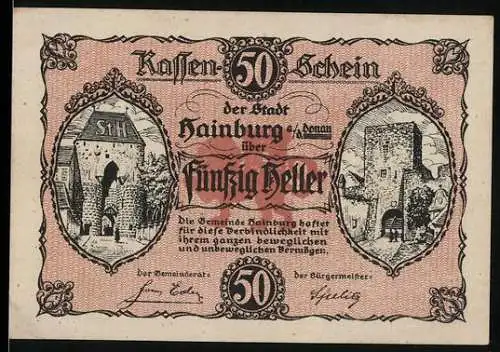 Kassen- 50 Schein
der Stadt
Hainburg a/d Donau
über
Fünfzig Heller
Die Gemeinde Hainburg haftet
für diese Verbindlichkeit mit
ihrem ganzen beweglichen
und unbeweglichen Vermögen.
Der Gemeinderat: Der Bürgermeister:
50